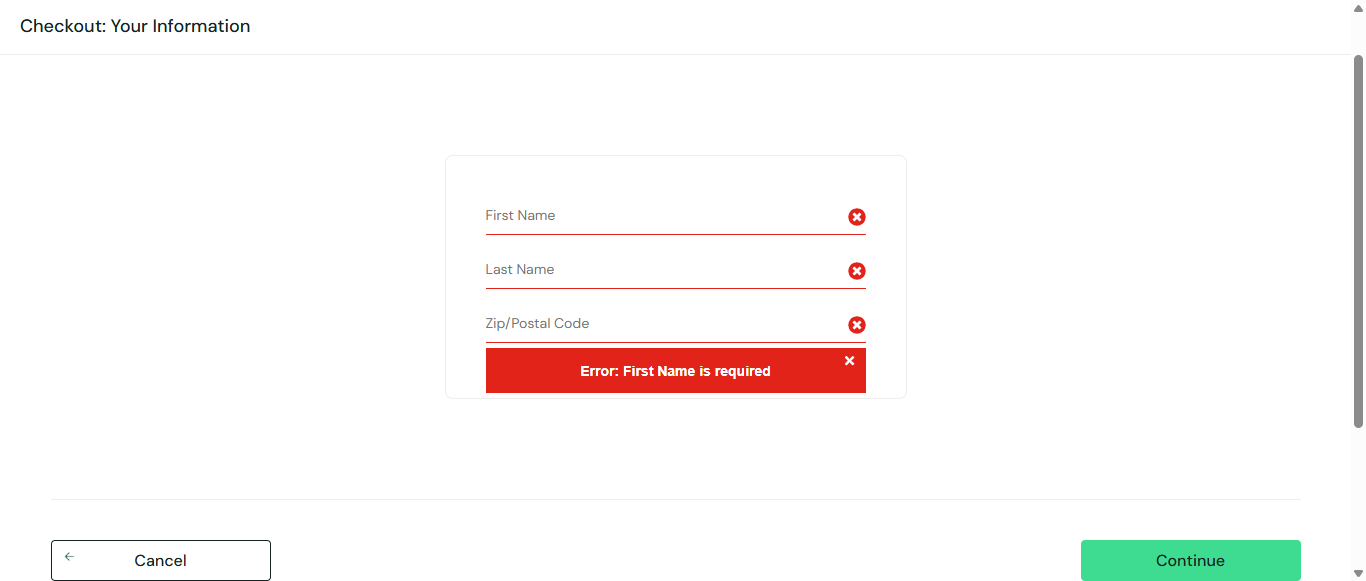 Checkout: Your Information
First Name
Last Name
Zip/Postal Code
Error: First Name is required
Cancel
Continue